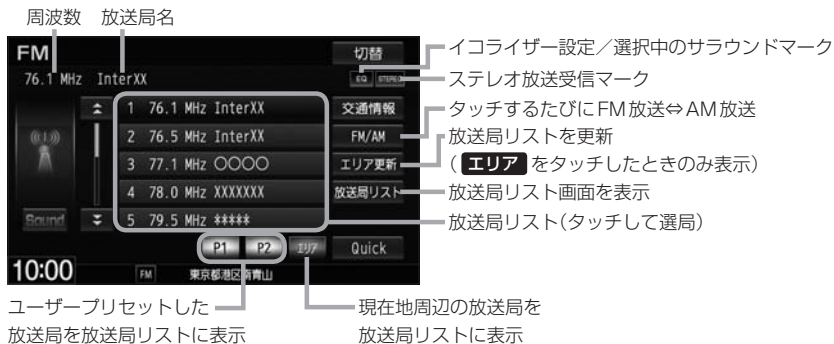 周波数 放送局名
FM
切替
76.1 MHz InterXX
EQ STEREO
1 76.1 MHz InterXX
2 76.5 MHz InterXX
3 77.1 MHz 〇〇〇〇
4 78.0 MHz XXXXXXX
5 79.5 MHz *****
交通情報
FM/AM
エリア更新
放送局リスト
Sound
P1 P2 エリア Quick
10:00
FM 東京都港区南青山
イコライザー設定／選択中のサラウンドマーク
ステレオ放送受信マーク
タッチするたびにFM放送⇔AM放送
放送局リストを更新
（エリアをタッチしたときのみ表示）
放送局リスト画面を表示
放送局リスト（タッチして選局）
ユーザープリセットした
放送局を放送局リストに表示
現在地周辺の放送局を
放送局リストに表示